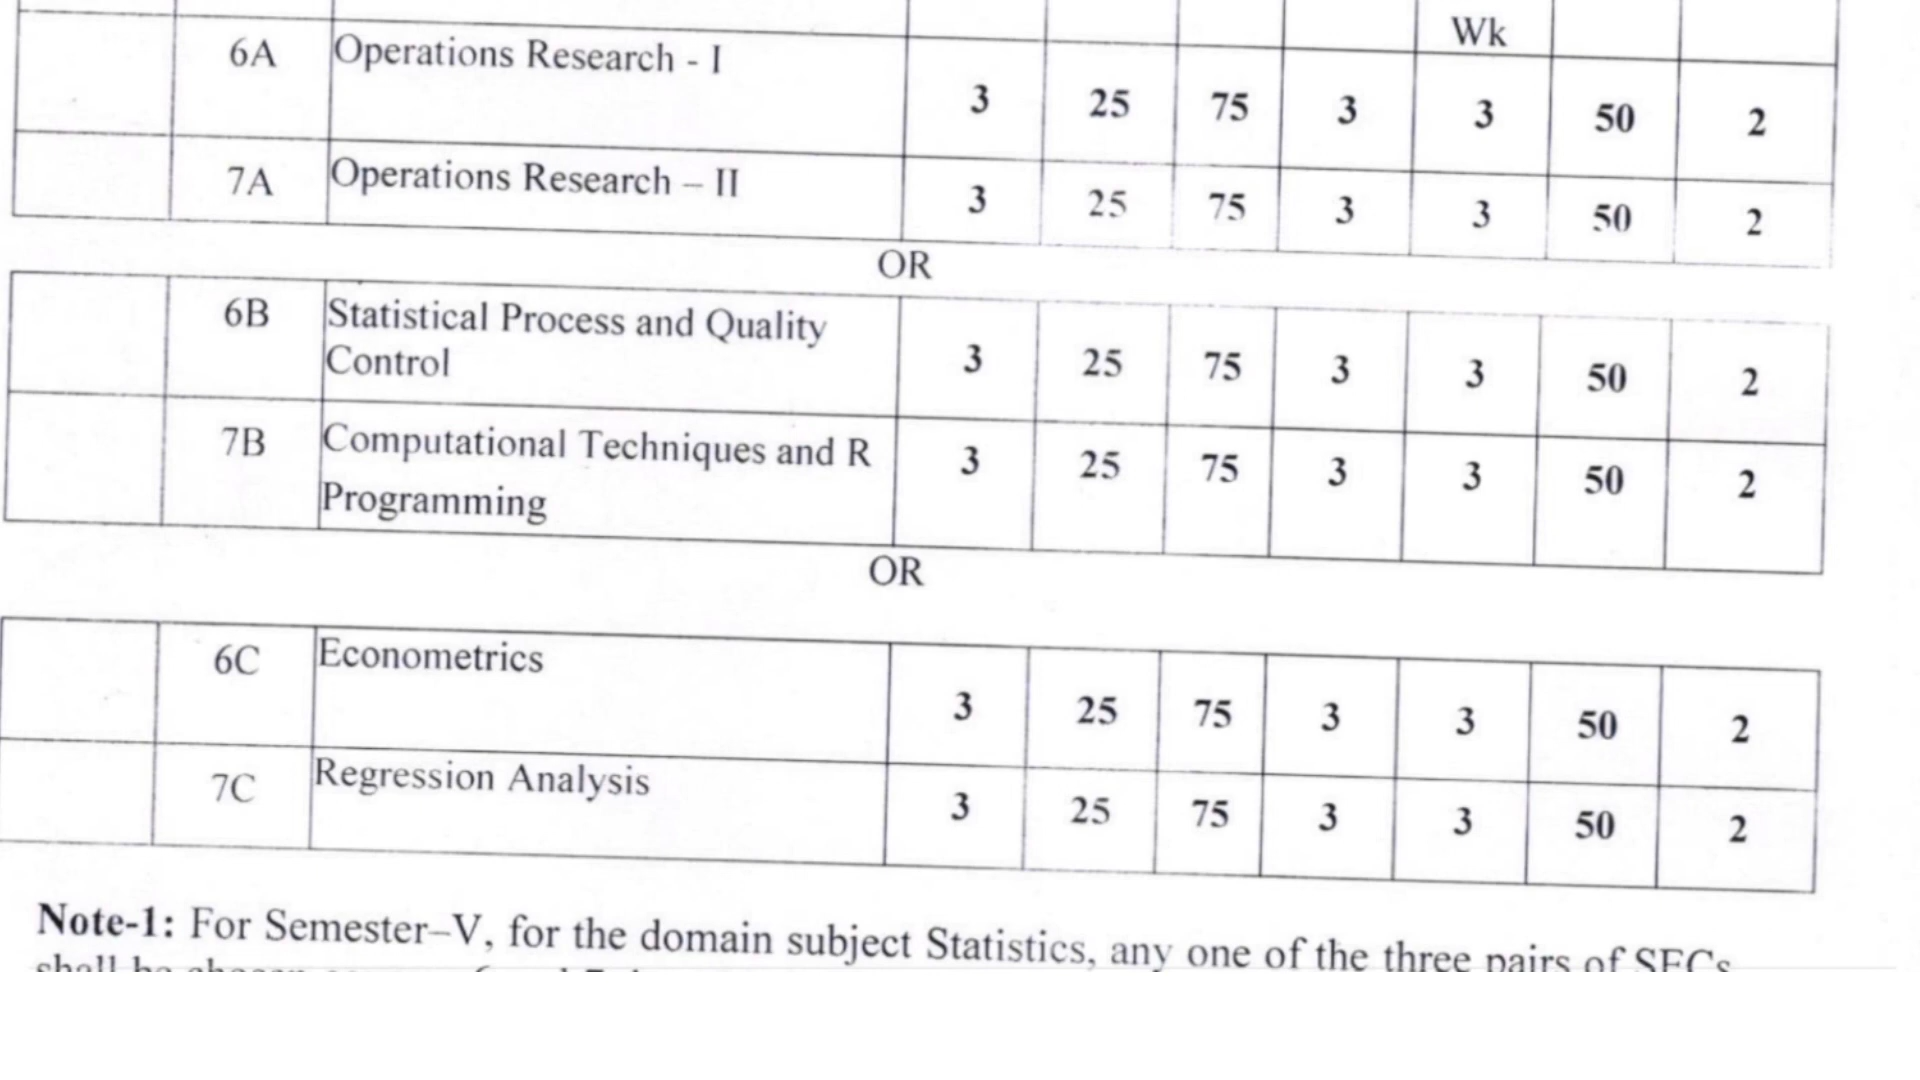 Wk
6A Operations Research - I 3 25 75 3 3 50 2
7A Operations Research – II 3 25 75 3 3 50 2
OR
6B Statistical Process and Quality
Control 3 25 75 3 3 50 2
7B Computational Techniques and R 3 25 75 3 3 50 2
Programming
OR
6C Econometrics 3 25 75 3 3 50 2
7C Regression Analysis 3 25 75 3 3 50 2
Note-1: For Semester–V, for the domain subject Statistics, any one of the three pairs of SECs
shall be chosen